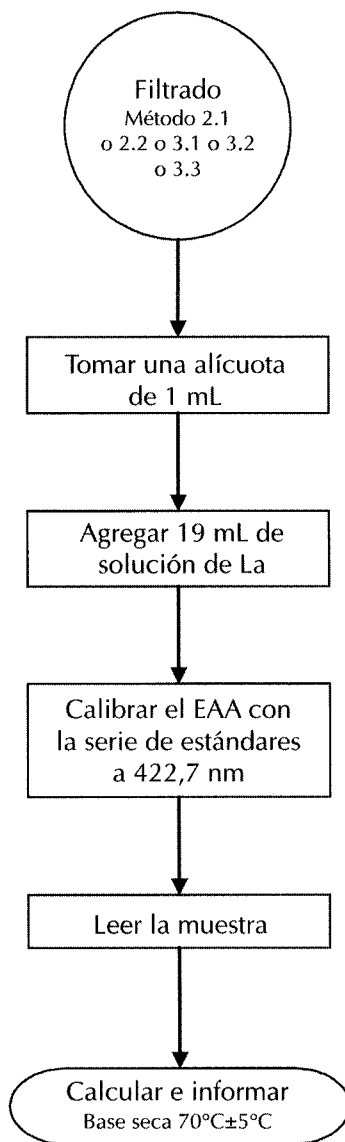 Filtrado
Método 2.1
o 2.2 o 3.1 o 3.2
o 3.3
Tomar una alícuota
de 1 mL
Agregar 19 mL de
solución de La
Calibrar el EAA con
la serie de estándares
a 422,7 nm
Leer la muestra
Calcular e informar
Base seca 70°C±5°C